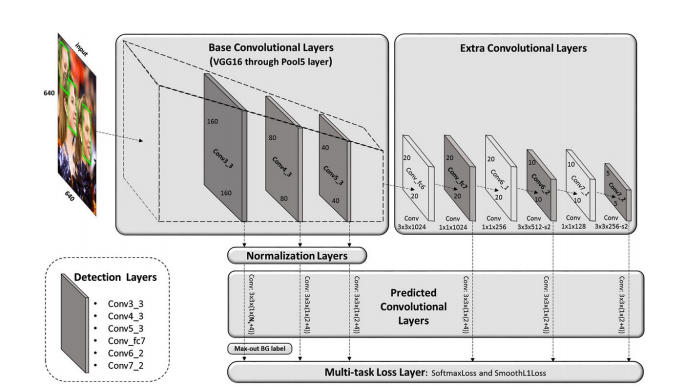 Input
640
640
Base Convolutional Layers
(VGG16 through Pool5 layer)
160
Conv3_3
160
80
Conv4_3
80
40
Conv5_3
40
Extra Convolutional Layers
20
Conv_fc6
20
Conv
3x3x1024
20
Conv_fc7
20
Conv
1x1x1024
20
Conv6_1
20
Conv
1x1x256
10
Conv6_2
10
Conv
3x3x512-s2
10
Conv7_1
10
Conv
1x1x128
5
Conv7_2
5
Conv
3x3x256-s2
Normalization Layers
Detection Layers
• Conv3_3
• Conv4_3
• Conv5_3
• Conv_fc7
• Conv6_2
• Conv7_2
Predicted
Convolutional
Layers
Conv: 3x3x(1x(Nₘ+4))
Conv: 3x3x(1x(2+4))
Conv: 3x3x(1x(2+4))
Conv: 3x3x(1x(2+4))
Conv: 3x3x(1x(2+4))
Conv: 3x3x(1x(2+4))
Max-out BG label
Multi-task Loss Layer: SoftmaxLoss and SmoothL1Loss